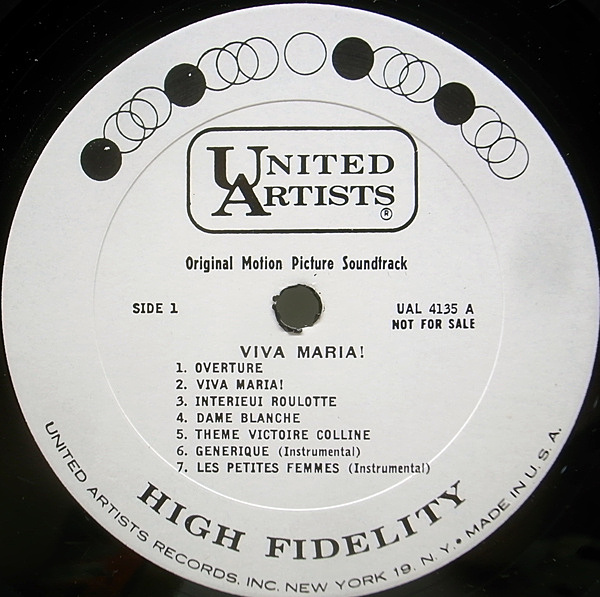 UNITED
ARTISTS ®
Original Motion Picture Soundtrack
SIDE 1
UAL 4135 A
NOT FOR SALE
VIVA MARIA!
1. OVERTURE
2. VIVA MARIA!
3. INTERIEUI ROULOTTE
4. DAME BLANCHE
5. THEME VICTOIRE COLLINE
6. GENERIQUE (Instrumental)
7. LES PETITES FEMMES (Instrumental)
HIGH FIDELITY
UNITED ARTISTS RECORDS, INC. NEW YORK 19, N. Y. • MADE IN U. S. A.